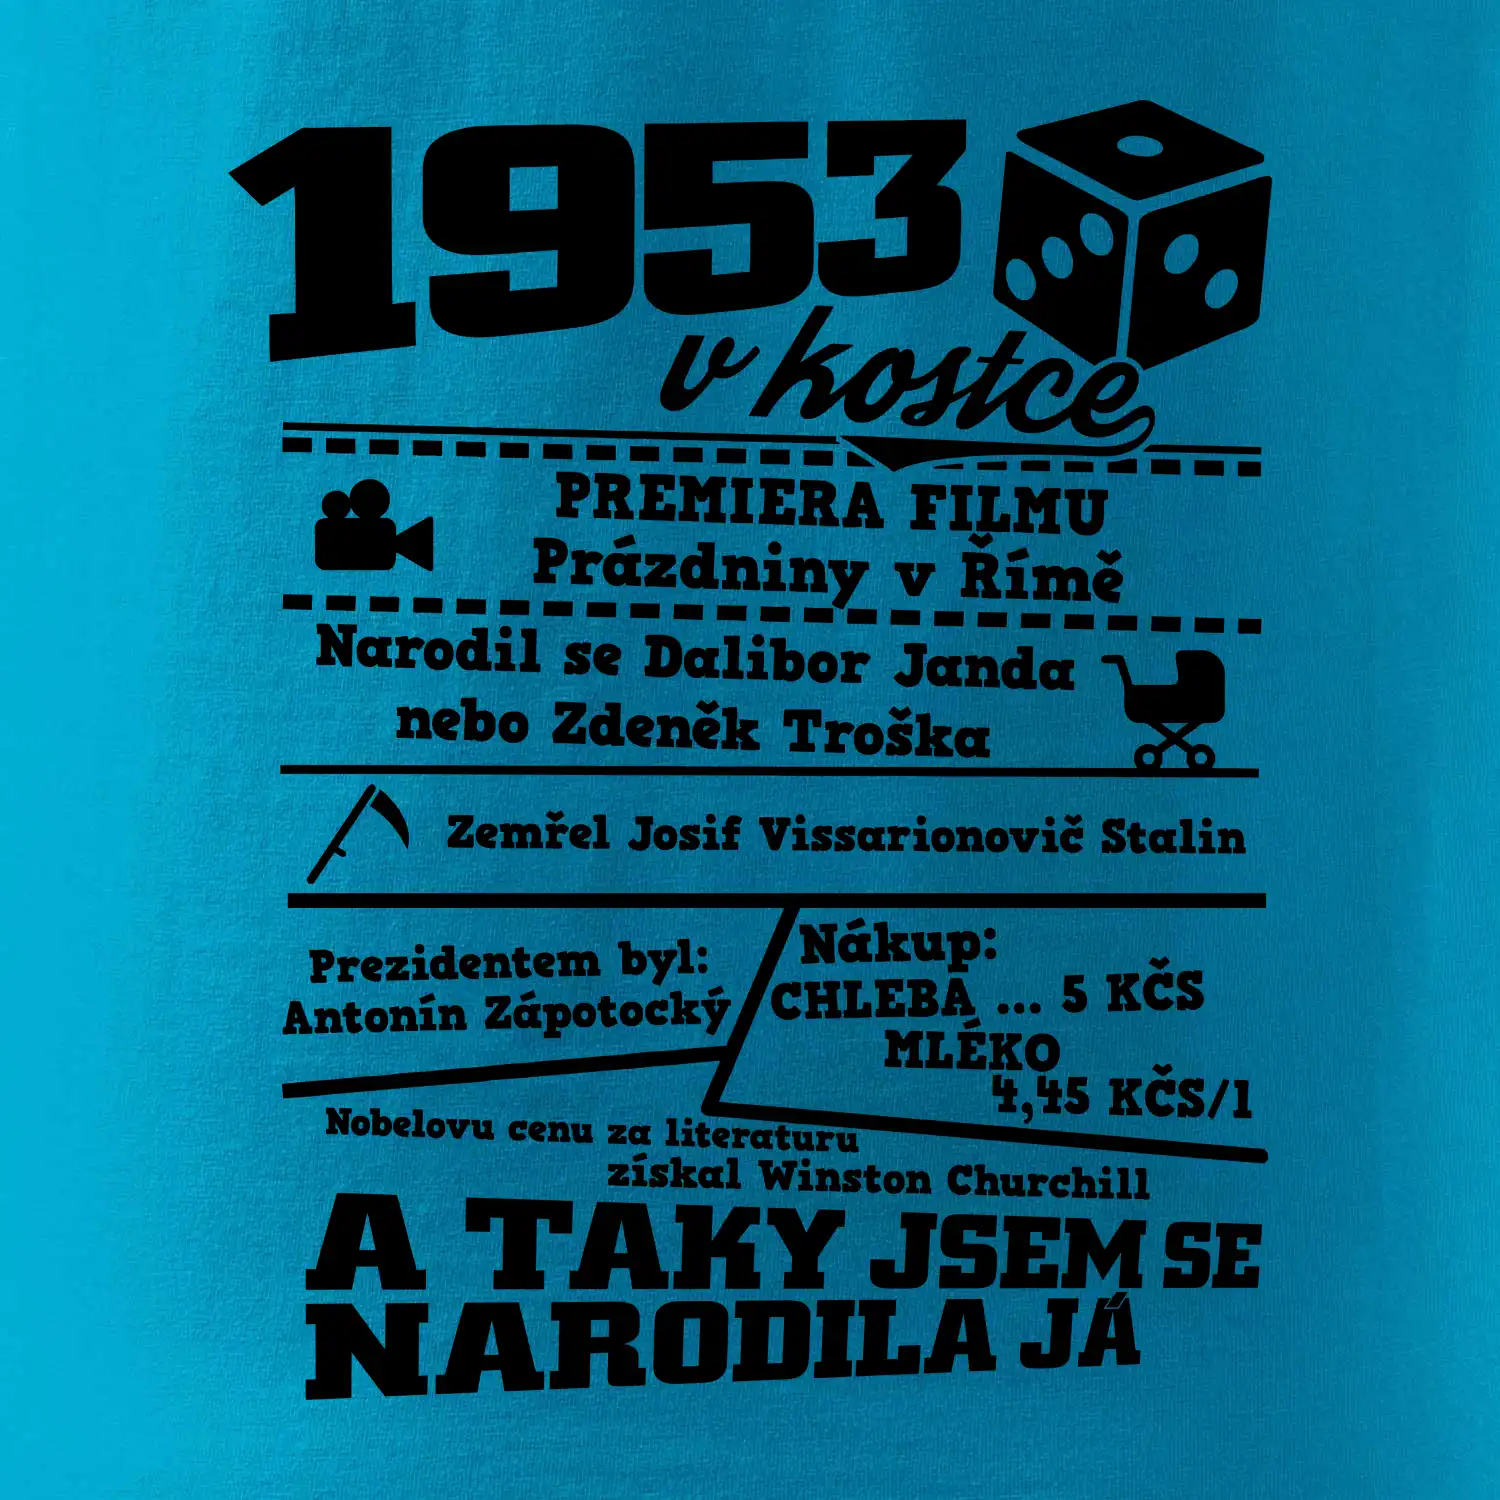 1953
v kostce
PREMIERA FILMU
Prázdniny v Římě
Narodil se Dalibor Janda
nebo Zdeněk Troška
Zemřel Josif Vissarionovič Stalin
Prezidentem byl:
Antonín Zápotocký
Nákup:
CHLEBA ... 5 KČS
MLÉKO
4,45 KČS/l
Nobelovu cenu za literaturu
získal Winston Churchill
A TAKY JSEM SE
NARODILA JÁ